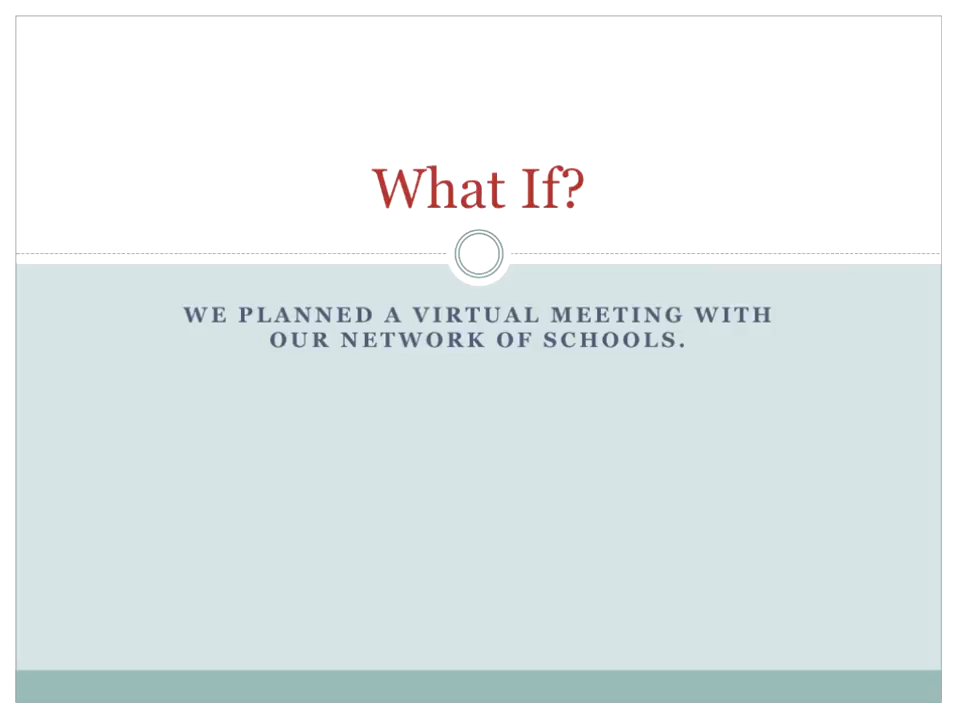 What If?
WE PLANNED A VIRTUAL MEETING WITH
OUR NETWORK OF SCHOOLS.